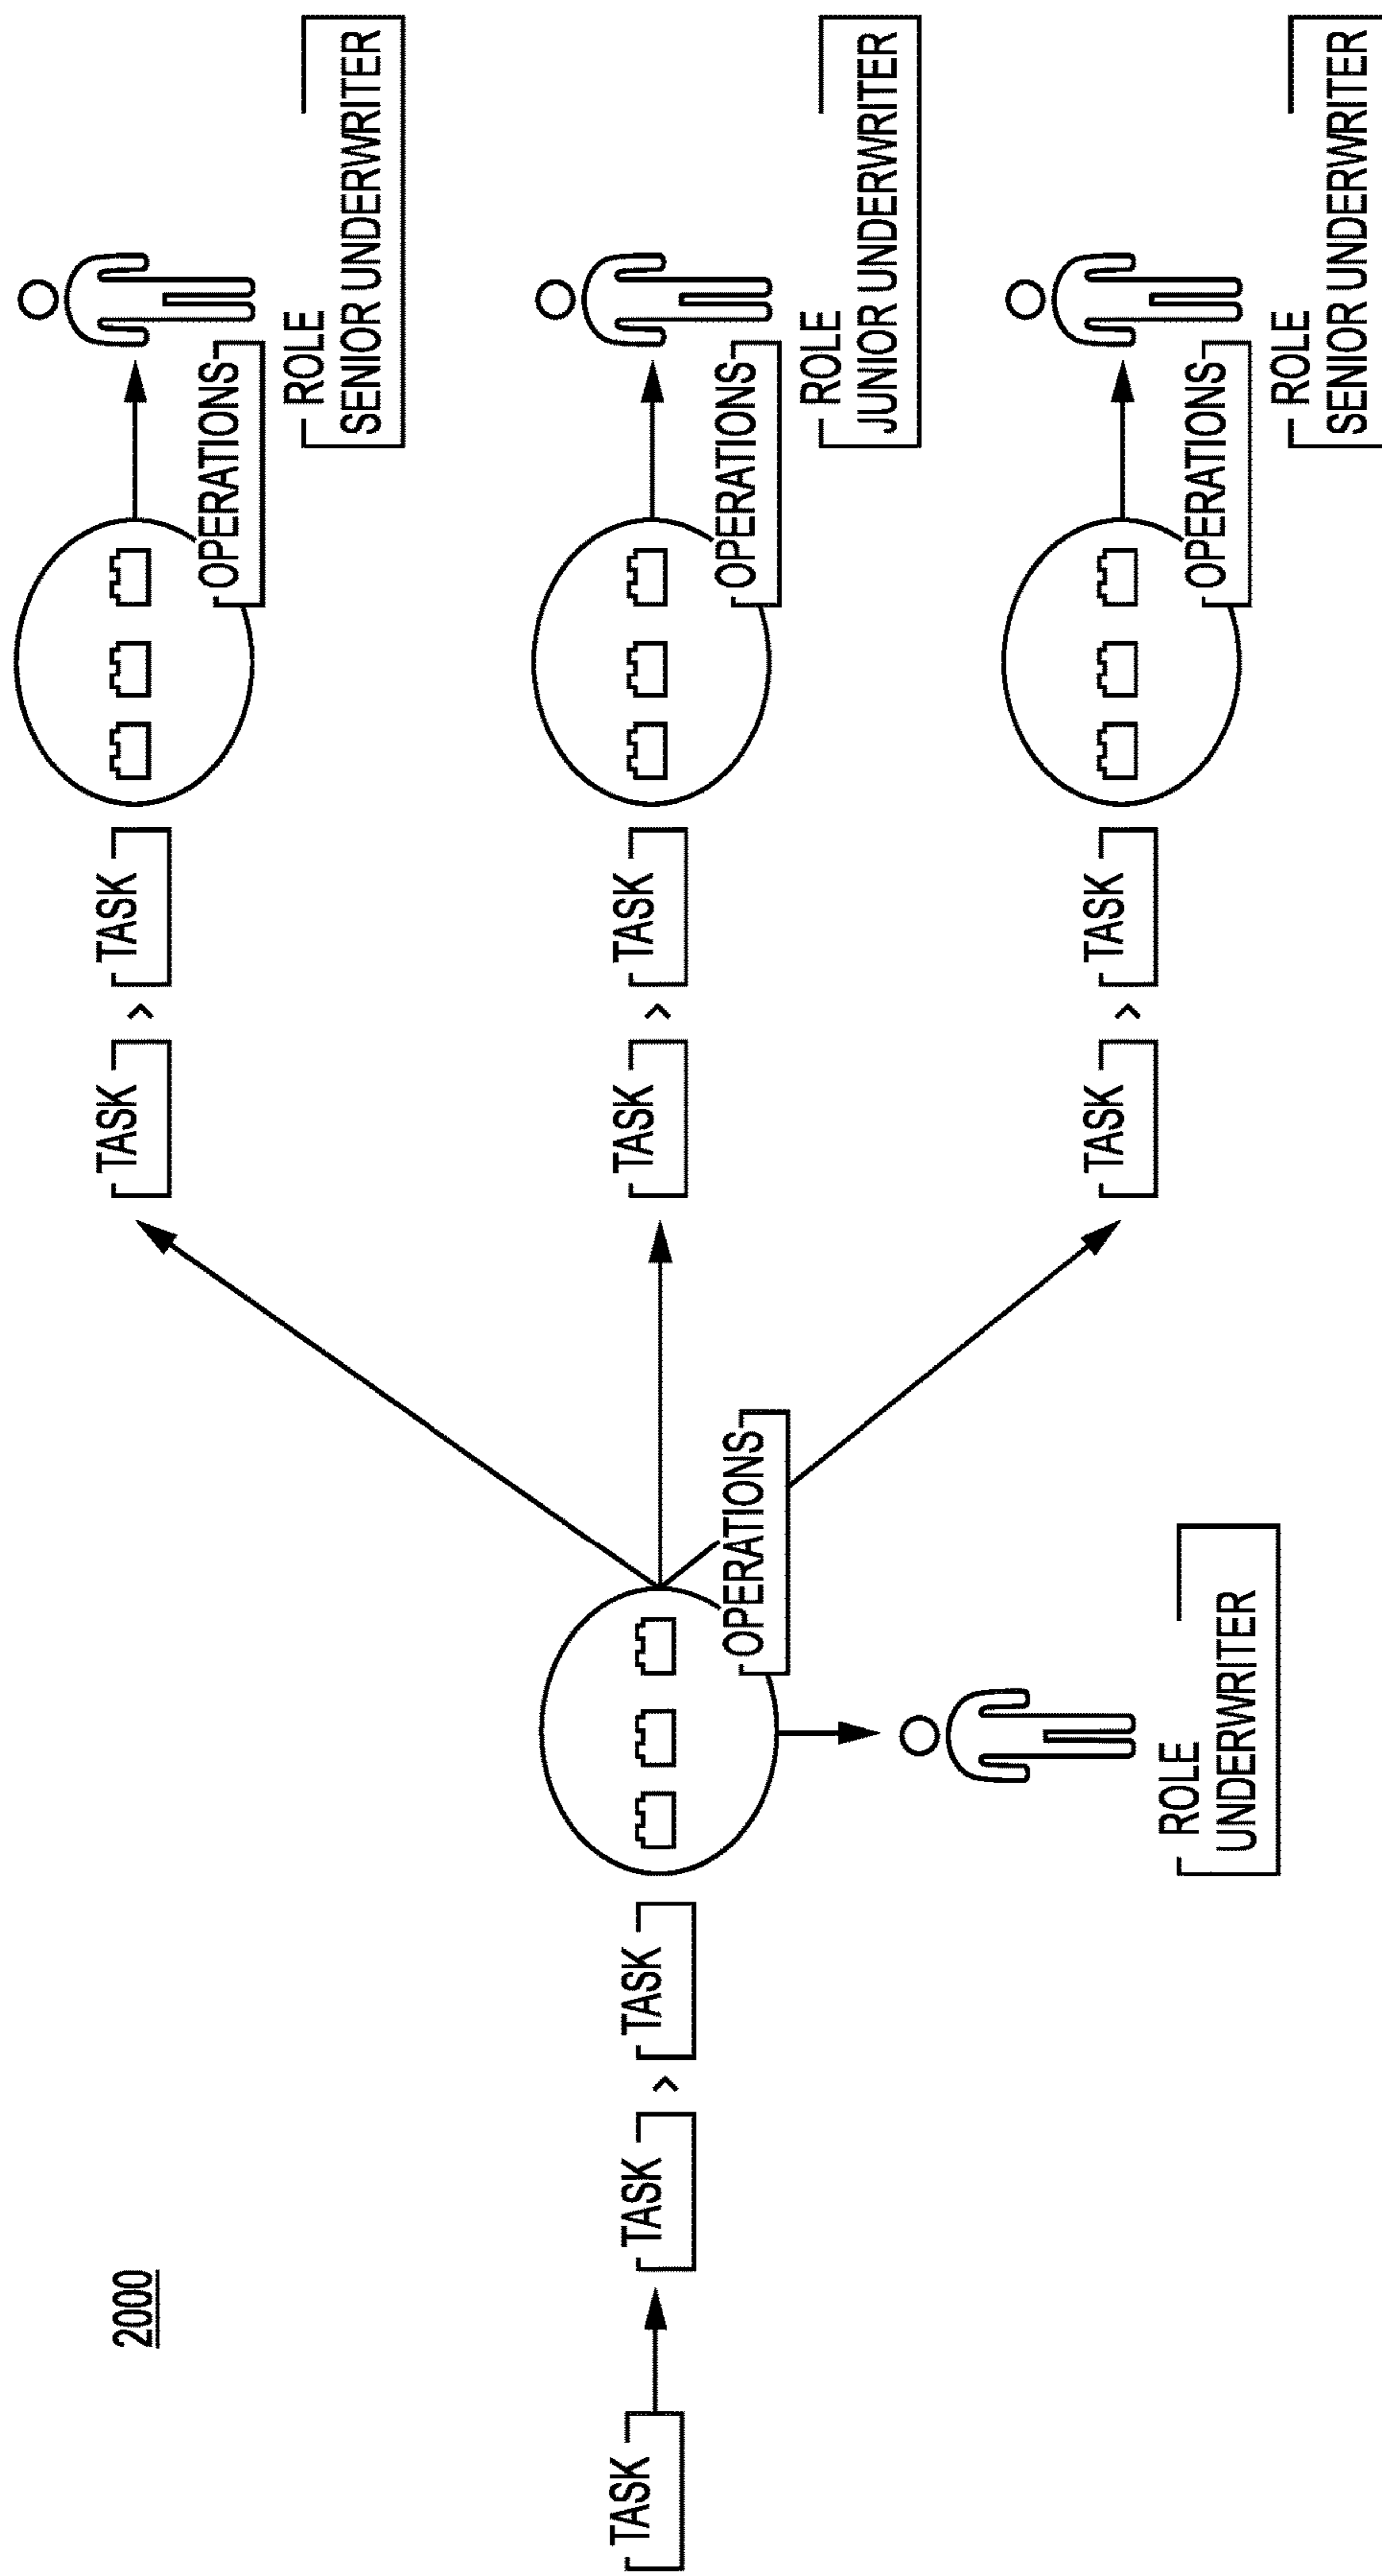 2000
TASK > TASK
OPERATIONS
ROLE
SENIOR UNDERWRITER
TASK
TASK > TASK
OPERATIONS
TASK > TASK
OPERATIONS
ROLE
JUNIOR UNDERWRITER
ROLE
UNDERWRITER
TASK > TASK
OPERATIONS
ROLE
SENIOR UNDERWRITER